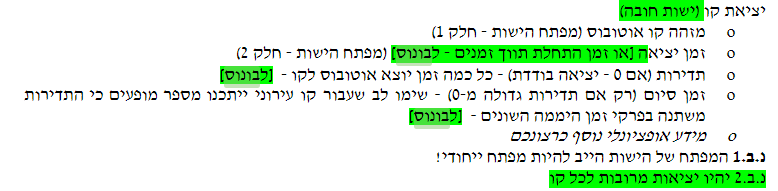 יציאת קו (ישות חובה)
o מזהה קו אוטובוס (מפתח הישות - חלק 1)
o זמן יציאה [או זמן התחלת תווך זמנים - לבונוס] (מפתח הישות - חלק 2)
o תדירות (אם 0 - יציאה בודדת) - כל כמה זמן יוצא אוטובוס לקו - [לבונוס]
o זמן סיום (רק אם תדירות גדולה מ-0) - שימו לב שעבור קו עירוני ייתכנו מספר מופעים כי התדירות
משתנה בפרקי זמן היממה השונים - [לבונוס]
o מידע אופציונלי נוסף כרצונכם
נ.ב.1 המפתח של הישות הייב להיות מפתח ייחודי!
נ.ב.2 יהיו יציאות מרובות לכל קו